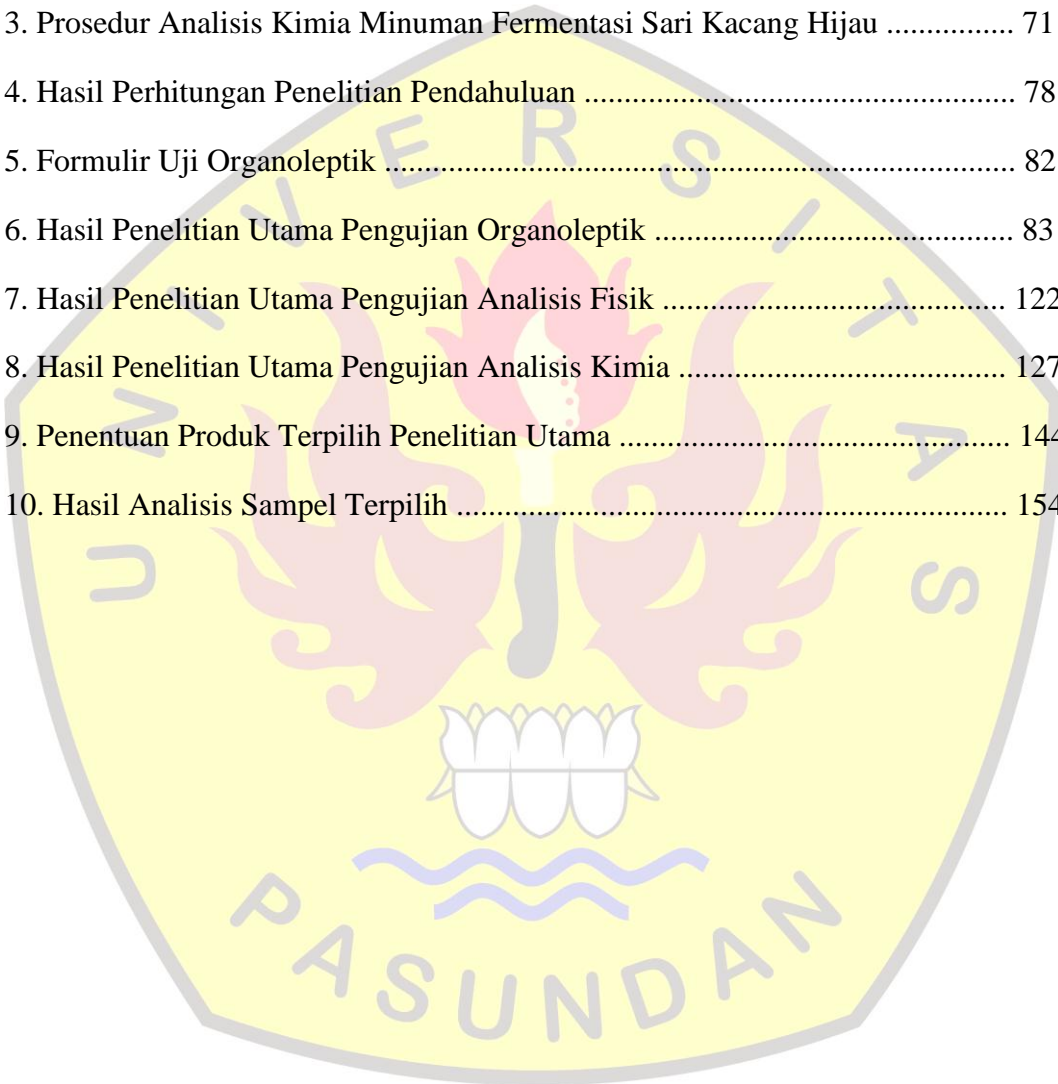 3. Prosedur Analisis Kimia Minuman Fermentasi Sari Kacang Hijau ................ 71
4. Hasil Perhitungan Penelitian Pendahuluan ...................................................... 78
5. Formulir Uji Organoleptik ............................................................................... 82
6. Hasil Penelitian Utama Pengujian Organoleptik ............................................. 83
7. Hasil Penelitian Utama Pengujian Analisis Fisik ........................................... 122
8. Hasil Penelitian Utama Pengujian Analisis Kimia ......................................... 127
9. Penentuan Produk Terpilih Penelitian Utama ................................................. 144
10. Hasil Analisis Sampel Terpilih ..................................................................... 154
UNIVERSITAS
PASUNDAN